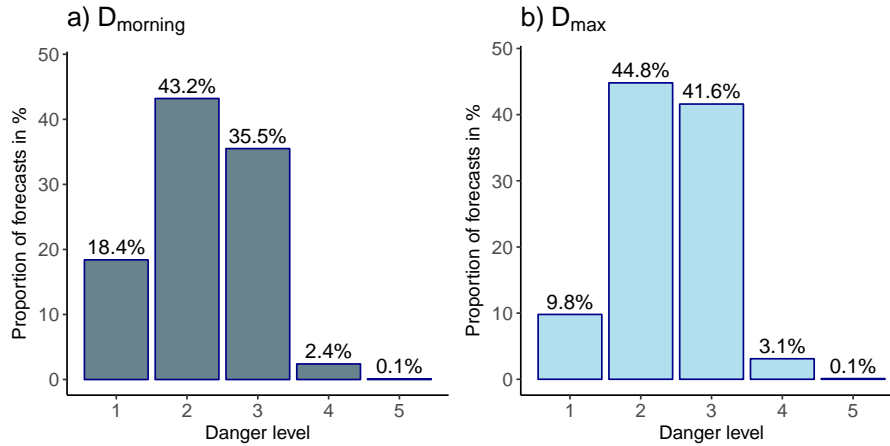 a) Dmorning
Proportion of forecasts in %
50
40
30
20
10
0
18.4%
43.2%
35.5%
2.4%
0.1%
1 2 3 4 5
Danger level
b) Dmax
Proportion of forecasts in %
50
40
30
20
10
0
9.8%
44.8%
41.6%
3.1%
0.1%
1 2 3 4 5
Danger level